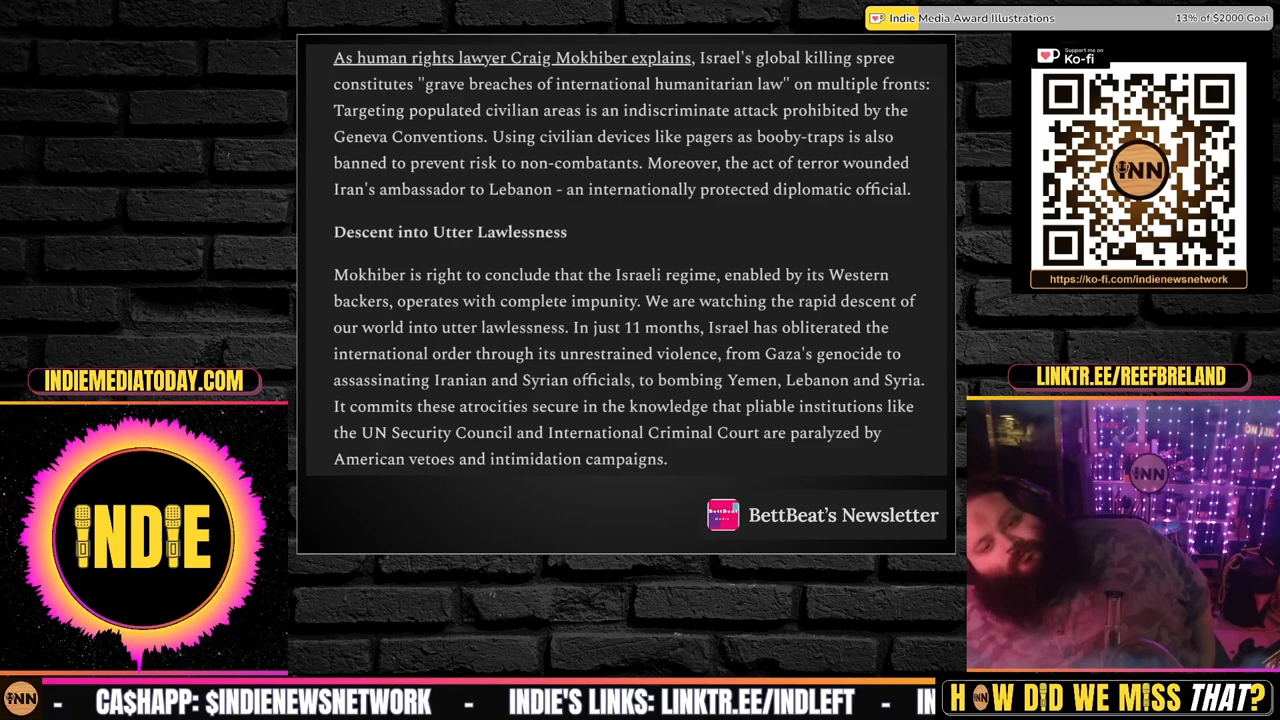 Indie Media Award Illustrations
13% of $2000 Goal
As human rights lawyer Craig Mokhiber explains, Israel's global killing spree
constitutes "grave breaches of international humanitarian law" on multiple fronts:
Targeting populated civilian areas is an indiscriminate attack prohibited by the
Geneva Conventions. Using civilian devices like pagers as booby-traps is also
banned to prevent risk to non-combatants. Moreover, the act of terror wounded
Iran's ambassador to Lebanon - an internationally protected diplomatic official.
Descent into Utter Lawlessness
Mokhiber is right to conclude that the Israeli regime, enabled by its Western
backers, operates with complete impunity. We are watching the rapid descent of
our world into utter lawlessness. In just 11 months, Israel has obliterated the
international order through its unrestrained violence, from Gaza's genocide to
assassinating Iranian and Syrian officials, to bombing Yemen, Lebanon and Syria.
It commits these atrocities secure in the knowledge that pliable institutions like
the UN Security Council and International Criminal Court are paralyzed by
American vetoes and intimidation campaigns.
BettBeat Media
BettBeat's Newsletter
Support me on
Ko-fi
INN
https://ko-fi.com/indienewsnetwork
INDIEMEDIATODAY.COM
LINKTR.EE/REEFBRELAND
INDIE
ON AIR
INN
INN
- CA$HAPP: $INDIENEWSNETWORK - INDIE'S LINKS: LINKTR.EE/INDLEFT - IN
HOW DID WE MISS THAT?